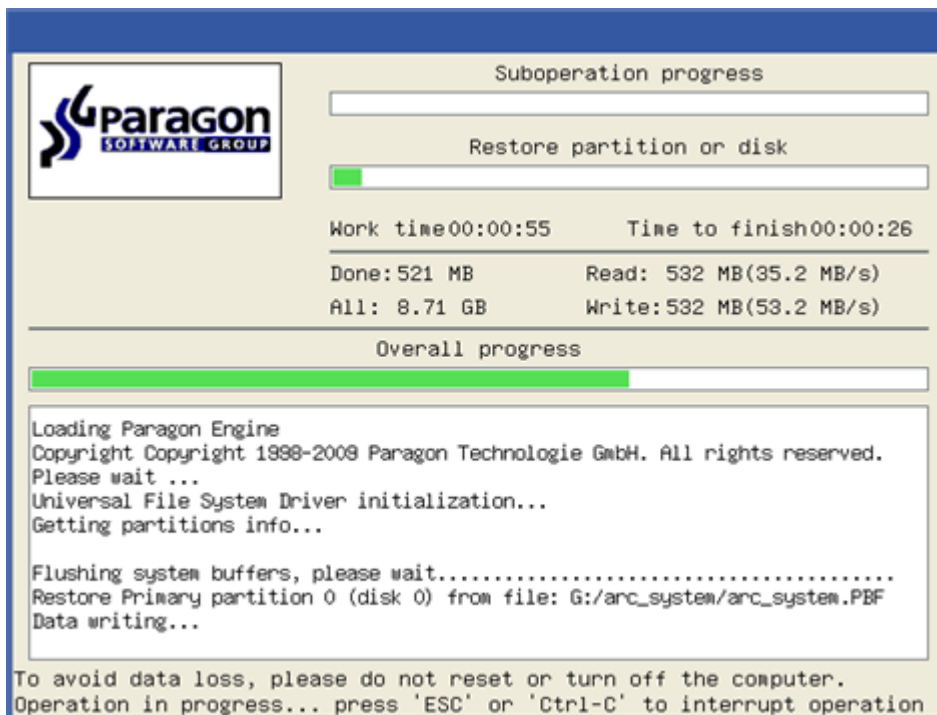 Paragon
SOFTWARE GROUP
Suboperation progress
Restore partition or disk
Work time00:00:55 Time to finish00:00:26
Done:521 MB Read: 532 MB(35.2 MB/s)
All: 8.71 GB Write:532 MB(53.2 MB/s)
Overall progress
Loading Paragon Engine
Copyright Copyright 1998-2009 Paragon Technologie GmbH. All rights reserved.
Please wait ...
Universal File System Driver initialization...
Getting partitions info...
Flushing system buffers, please wait.........................................
Restore Primary partition 0 (disk 0) from file: G:/arc_system/arc_system.PBF
Data writing...
To avoid data loss, please do not reset or turn off the computer.
Operation in progress... press 'ESC' or 'Ctrl-C' to interrupt operation